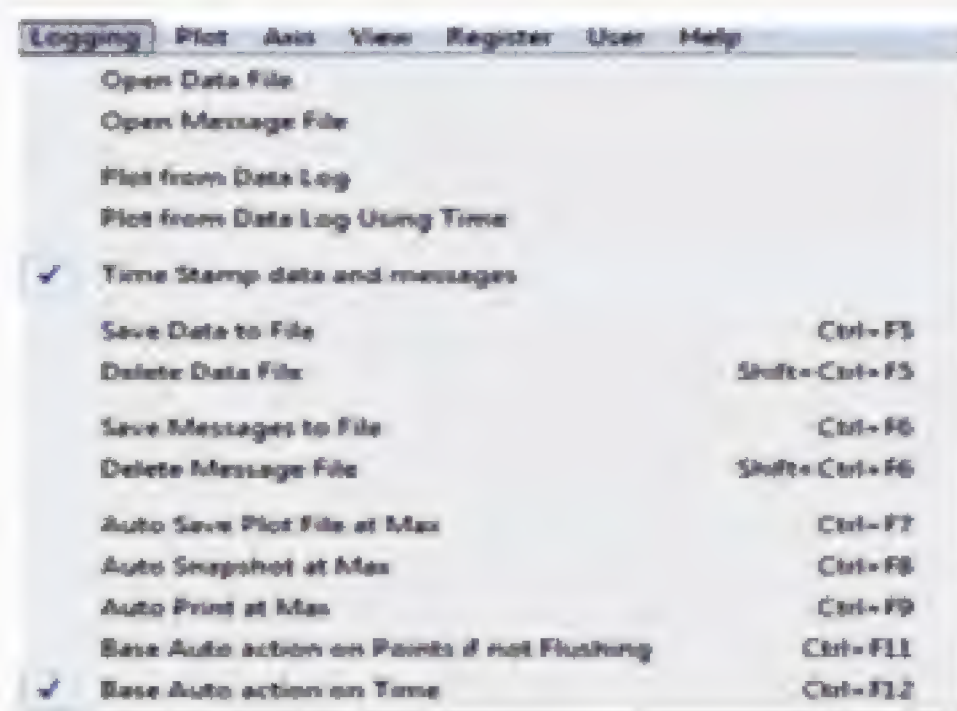 Logging Plot Axis View Register User Help
Open Data File
Open Message File
Plot from Data Log
Plot from Data Log Using Time
✓ Time Stamp data and messages
Save Data to File Ctrl+F5
Delete Data File Shift+Ctrl+F5
Save Messages to File Ctrl+F6
Delete Message File Shift+Ctrl+F6
Auto Save Plot File at Max Ctrl+F7
Auto Snapshot at Max Ctrl+F8
Auto Print at Max Ctrl+F9
Base Auto action on Points if not Flushing Ctrl+F11
✓ Base Auto action on Time Ctrl+F12